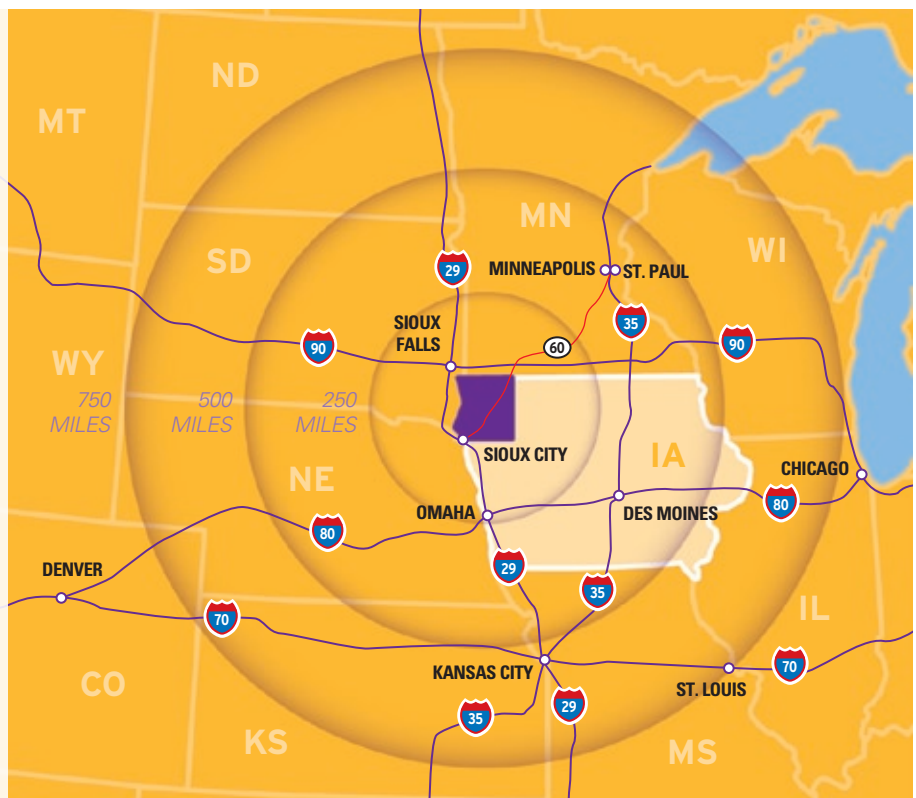 ND
MT
MN
SD
WI
29
MINNEAPOLIS
ST. PAUL
35
SIOUX
FALLS
90
60
90
WY
750
MILES
500
MILES
250
MILES
SIOUX CITY
IA
CHICAGO
NE
OMAHA
DES MOINES
80
80
29
DENVER
35
70
IL
KANSAS CITY
70
CO
ST. LOUIS
35
29
KS
MS